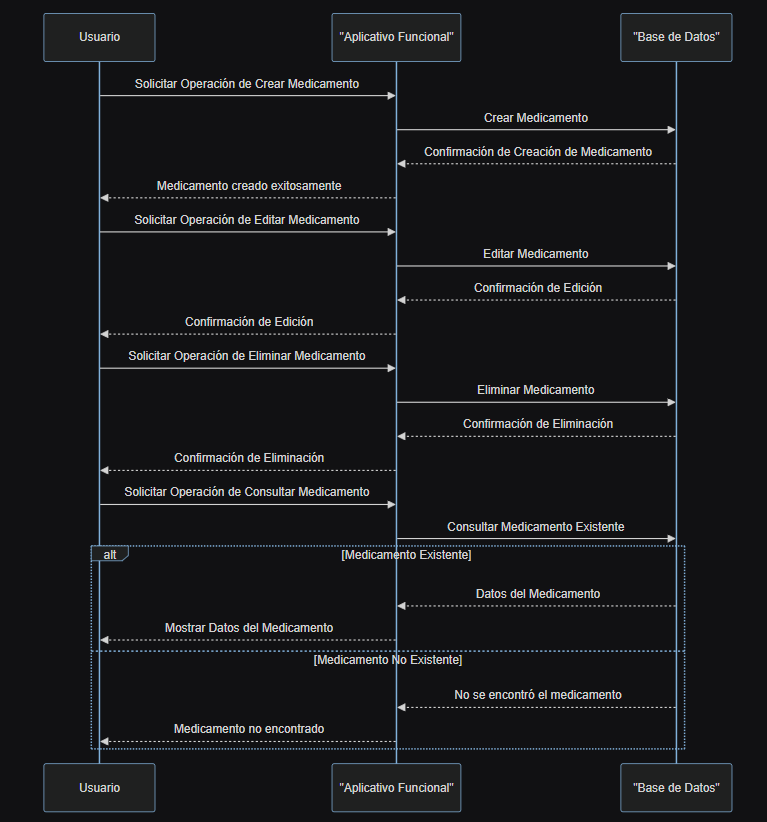 Usuario
"Aplicativo Funcional"
"Base de Datos"
Solicitar Operación de Crear Medicamento
Crear Medicamento
Confirmación de Creación de Medicamento
Medicamento creado exitosamente
Solicitar Operación de Editar Medicamento
Editar Medicamento
Confirmación de Edición
Confirmación de Edición
Solicitar Operación de Eliminar Medicamento
Eliminar Medicamento
Confirmación de Eliminación
Confirmación de Eliminación
Solicitar Operación de Consultar Medicamento
Consultar Medicamento Existente
alt
[Medicamento Existente]
Datos del Medicamento
Mostrar Datos del Medicamento
[Medicamento No Existente]
No se encontró el medicamento
Medicamento no encontrado
Usuario
"Aplicativo Funcional"
"Base de Datos"